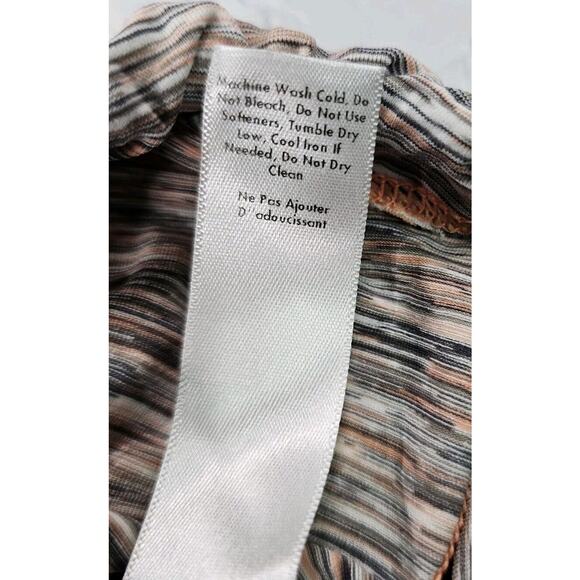 Machine Wash Cold, Do
Not Bleach, Do Not Use
Softeners, Tumble Dry
Low, Cool Iron If
Needed, Do Not Dry
Clean
Ne Pas Ajouter
D'adoucissant